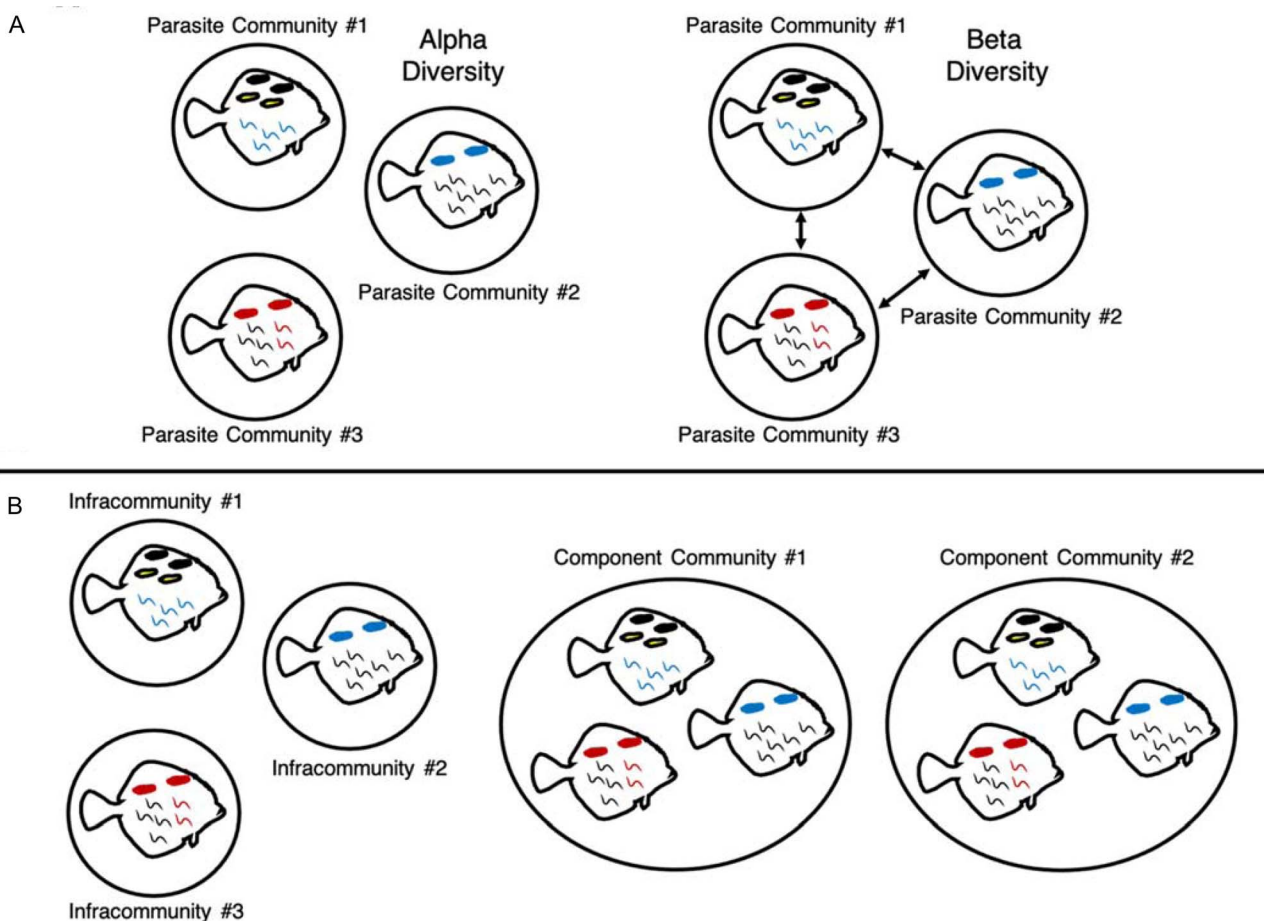 A
Parasite Community #1
Alpha
Diversity
Parasite Community #2
Parasite Community #3
Parasite Community #1
Beta
Diversity
Parasite Community #2
Parasite Community #3
B
Infracommunity #1
Infracommunity #2
Infracommunity #3
Component Community #1
Component Community #2